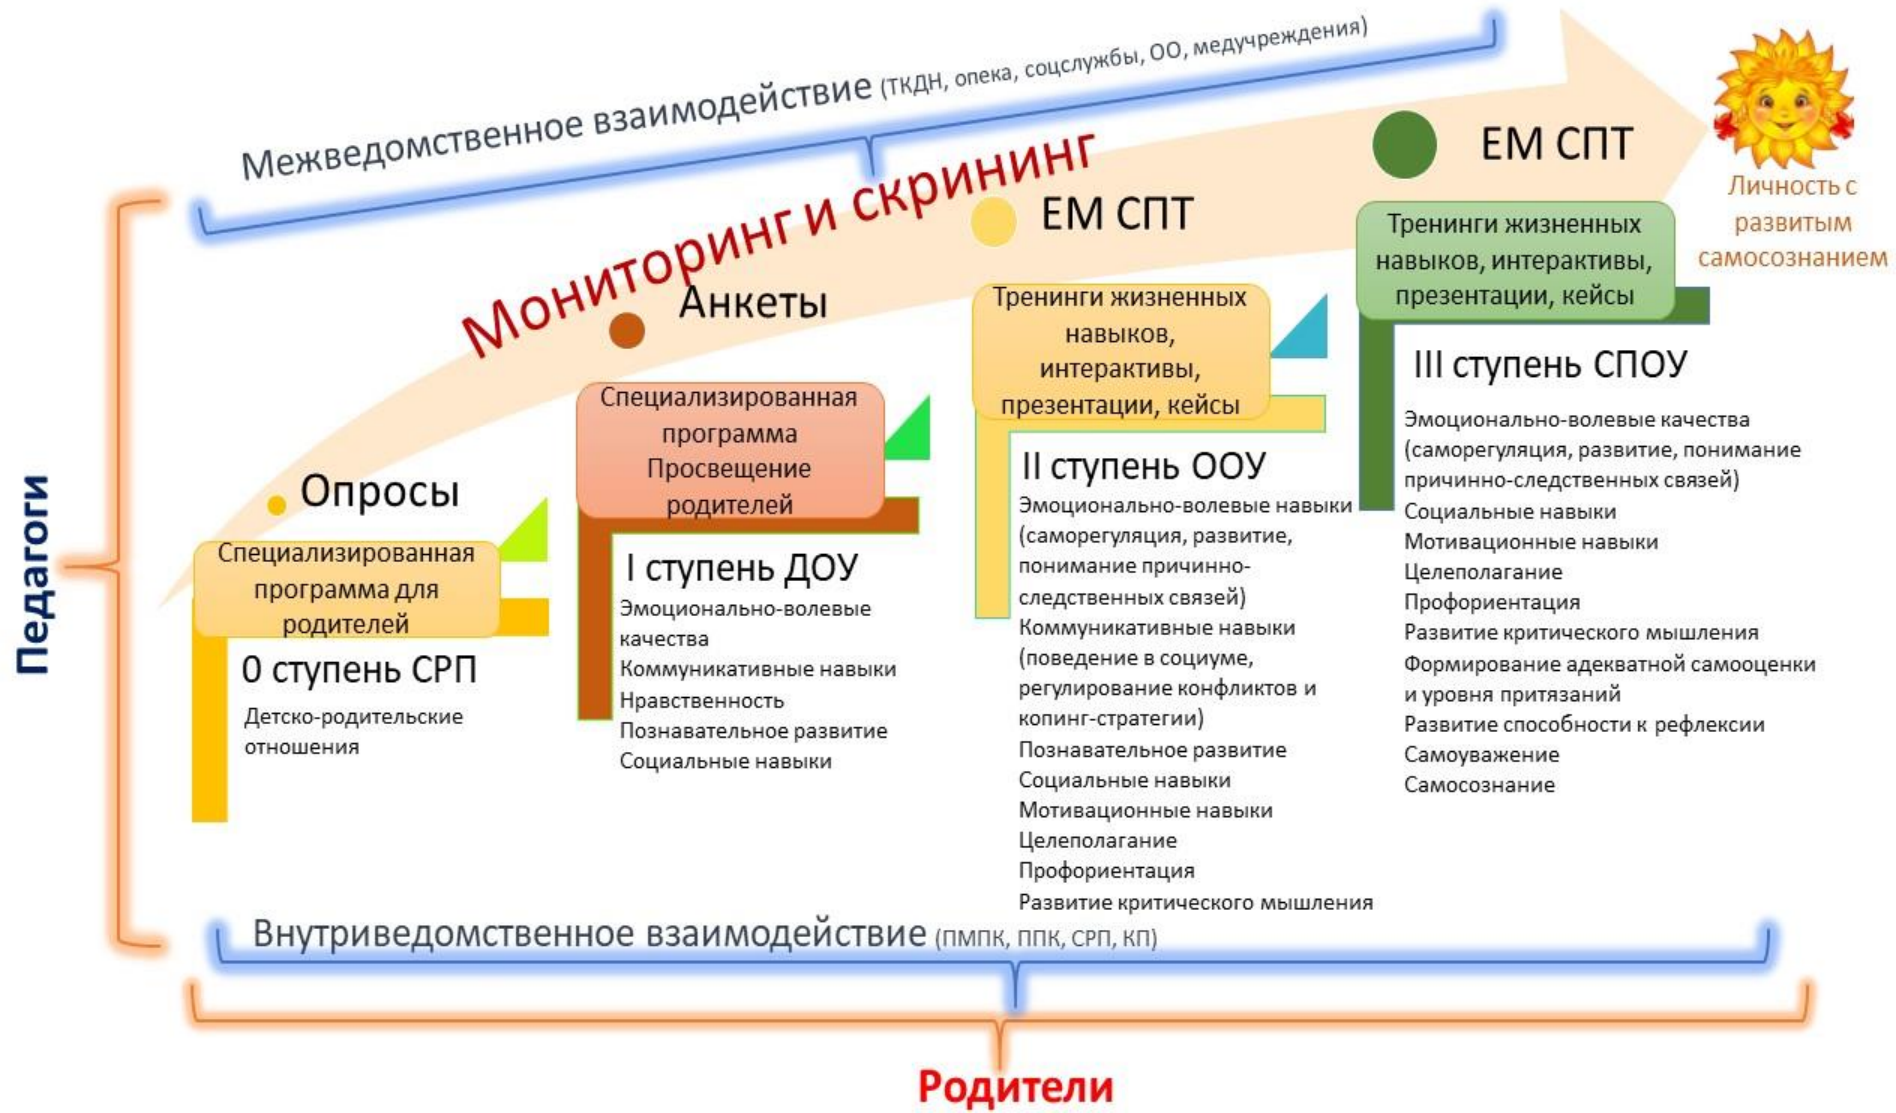 Межведомственное взаимодействие (ТКДН, опека, соцслужбы, ОО, медучреждения)
Мониторинг и скрининг
Педагоги
Опросы
Специализированная
программа для
родителей
0 ступень СРП
Детско-родительские
отношения
Анкеты
Специализированная
программа
Просвещение
родителей
I ступень ДОУ
Эмоционально-волевые
качества
Коммуникативные навыки
Нравственность
Познавательное развитие
Социальные навыки
ЕМ СПТ
Тренинги жизненных
навыков,
интерактивы,
презентации, кейсы
II ступень ООУ
Эмоционально-волевые навыки
(саморегуляция, развитие,
понимание причинно-
следственных связей)
Коммуникативные навыки
(поведение в социуме,
регулирование конфликтов и
копинг-стратегии)
Познавательное развитие
Социальные навыки
Мотивационные навыки
Целеполагание
Профориентация
Развитие критического мышления
ЕМ СПТ
Тренинги жизненных
навыков, интерактивы,
презентации, кейсы
III ступень СПОУ
Эмоционально-волевые качества
(саморегуляция, развитие, понимание
причинно-следственных связей)
Социальные навыки
Мотивационные навыки
Целеполагание
Профориентация
Развитие критического мышления
Формирование адекватной самооценки
и уровня притязаний
Развитие способности к рефлексии
Самоуважение
Самосознание
Личность с
развитым
самосознанием
Внутриведомственное взаимодействие (ПМПК, ППК, СРП, КП)
Родители